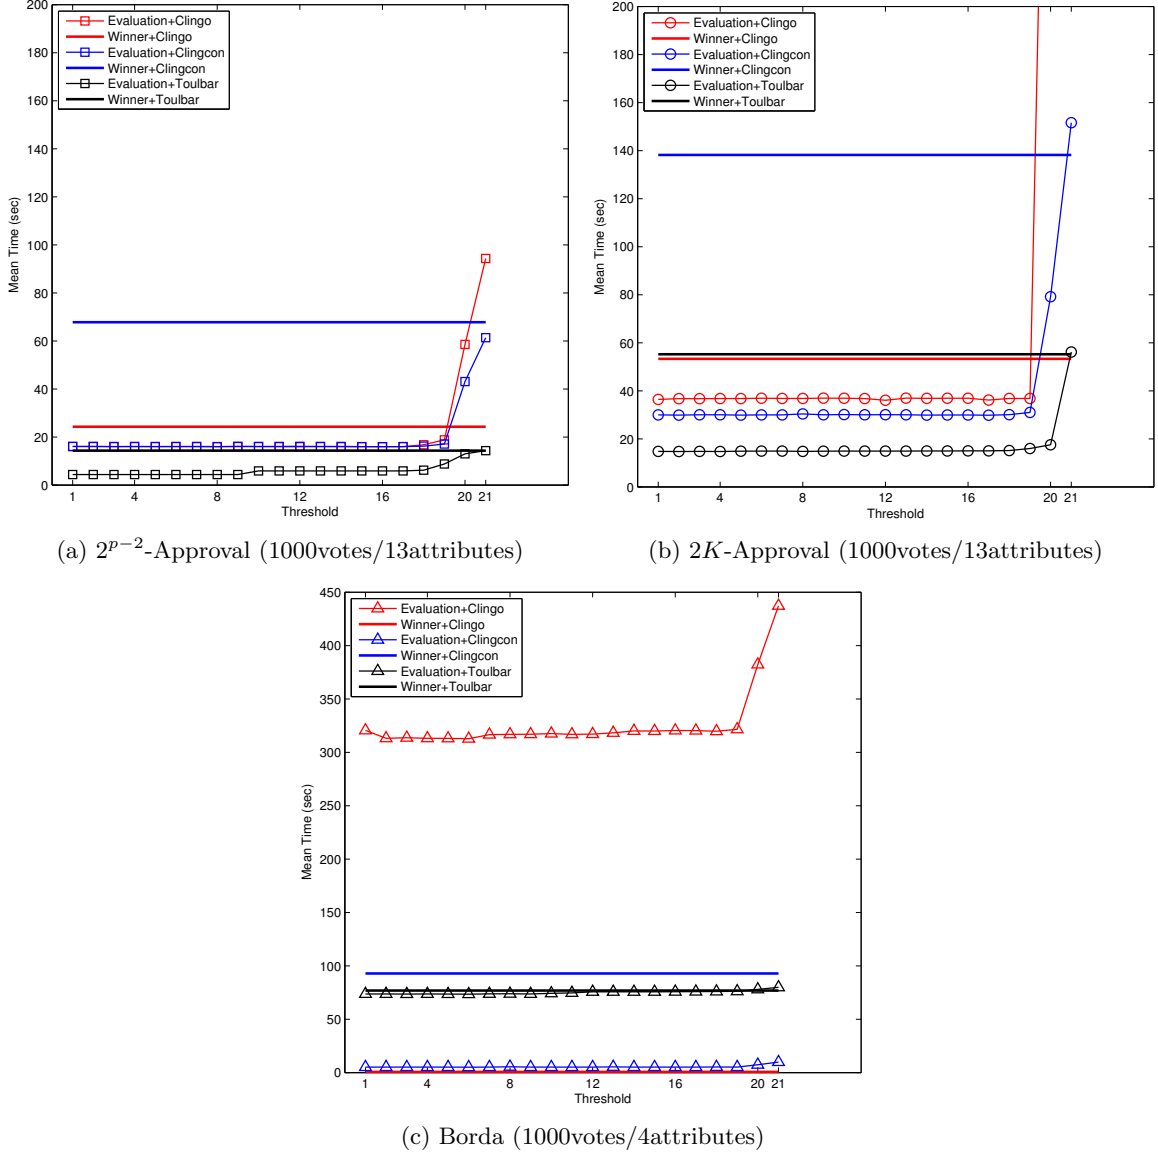 200
180
160
140
120
100
80
60
40
20
0
Mean Time (sec)
Evaluation+Clingo
Winner+Clingo
Evaluation+Clingcon
Winner+Clingcon
Evaluation+Toulbar
Winner+Toulbar
1 4 8 12 16 20 21
Threshold
(a) 2^{p−2}-Approval (1000votes/13attributes)
200
180
160
140
120
100
80
60
40
20
0
Mean Time (sec)
Evaluation+Clingo
Winner+Clingo
Evaluation+Clingcon
Winner+Clingcon
Evaluation+Toulbar
Winner+Toulbar
1 4 8 12 16 20 21
Threshold
(b) 2K-Approval (1000votes/13attributes)
450
400
350
300
250
200
150
100
50
0
Mean Time (sec)
Evaluation+Clingo
Winner+Clingo
Evaluation+Clingcon
Winner+Clingcon
Evaluation+Toulbar
Winner+Toulbar
1 4 8 12 16 20 21
Threshold
(c) Borda (1000votes/4attributes)